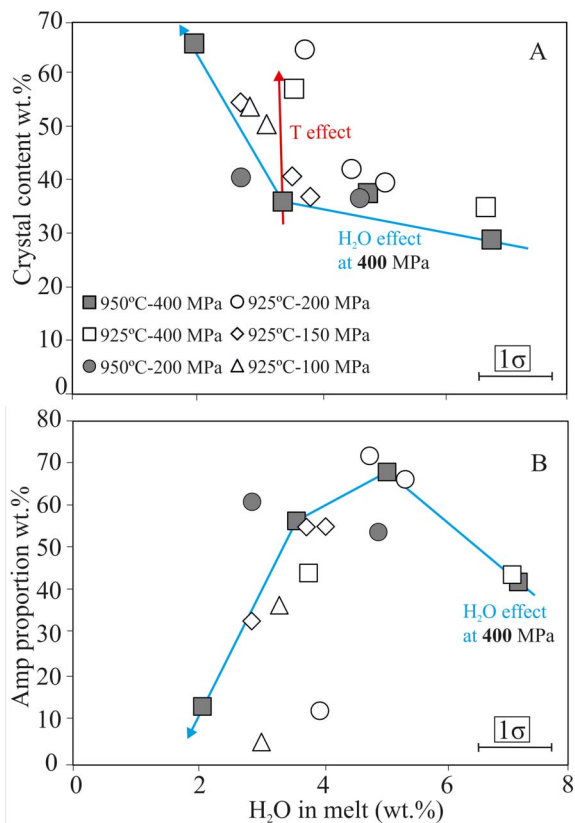 70
A
60
50
T effect
40
30
H2O effect
at 400 MPa
20
10
0
Crystal content wt.%
950ºC-400 MPa
925ºC-200 MPa
925ºC-400 MPa
925ºC-150 MPa
950ºC-200 MPa
925ºC-100 MPa
1σ
80
B
70
60
50
40
30
20
10
0
Amp proportion wt.%
H2O effect
at 400 MPa
1σ
2
4
6
8
H2O in melt (wt.%)